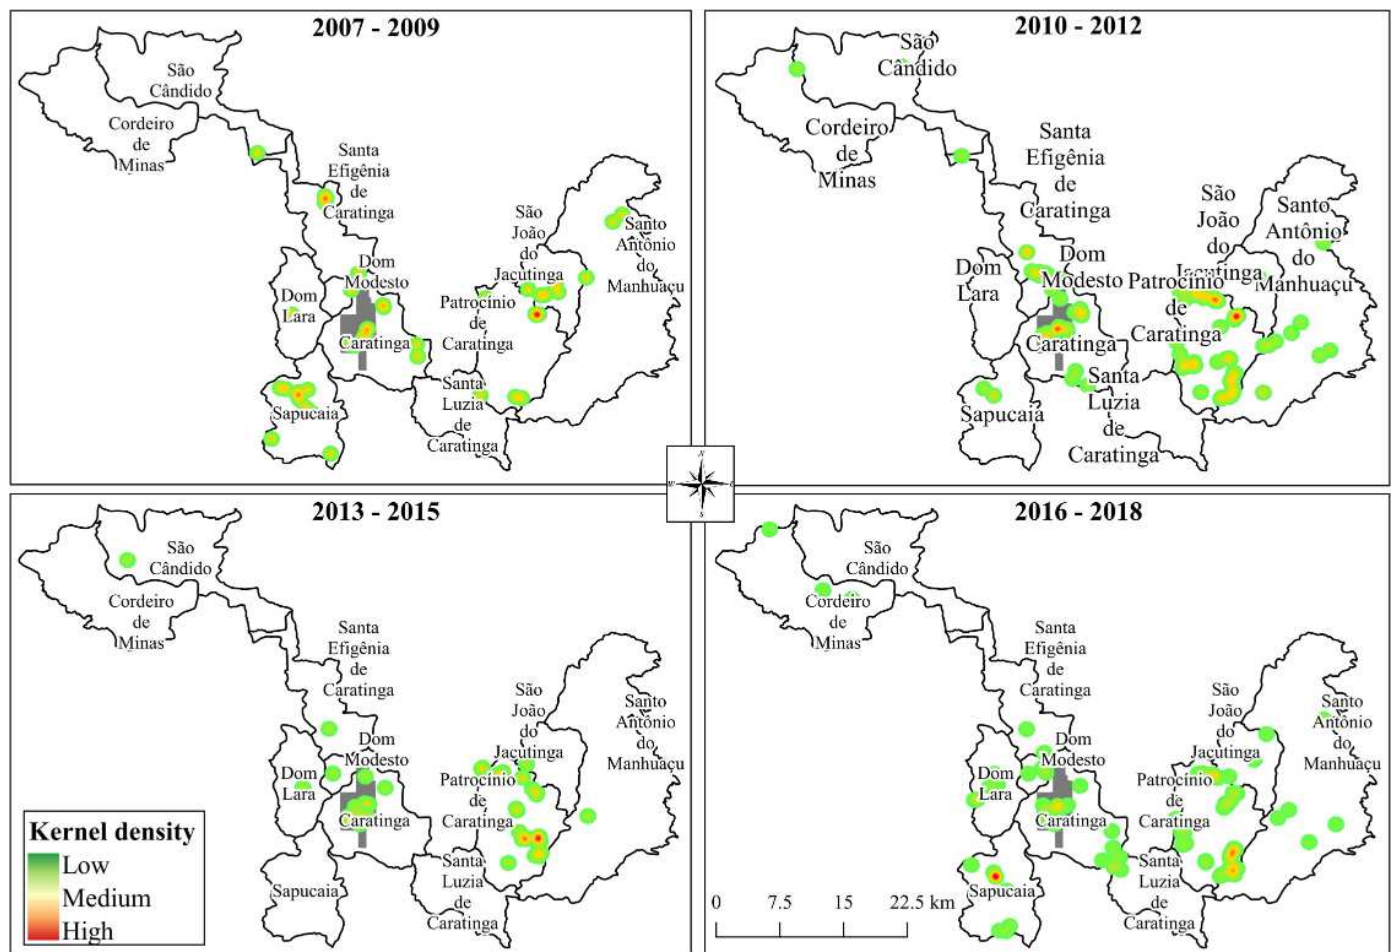 2007 - 2009
São
Cândido
Cordeiro
de
Minas
Santa
Efigênia
de
Caratinga
Dom
Modesto
Dom
Lara
Caratinga
Sapucaia
São
João
do
Jacutinga
Patrocínio
de
Caratinga
Santa
Luzia
de
Caratinga
Santo
Antônio
do
Manhuaçu
2010 - 2012
São
Cândido
Cordeiro
de
Minas
Santa
Efigênia
de
Caratinga
Dom
Modesto
Dom
Lara
Caratinga
Sapucaia
São
João
do
Jacutinga
Patrocínio
de
Caratinga
Santa
Luzia
de
Caratinga
Santo
Antônio
do
Manhuaçu
N
W
E
S
2013 - 2015
São
Cândido
Cordeiro
de
Minas
Santa
Efigênia
de
Caratinga
Dom
Modesto
Dom
Lara
Caratinga
Sapucaia
São
João
do
Jacutinga
Patrocínio
de
Caratinga
Santa
Luzia
de
Caratinga
Santo
Antônio
do
Manhuaçu
Kernel density
Low
Medium
High
2016 - 2018
São
Cândido
Cordeiro
de
Minas
Santa
Efigênia
de
Caratinga
Dom
Modesto
Dom
Lara
Caratinga
Sapucaia
São
João
do
Jacutinga
Patrocínio
de
Caratinga
Santa
Luzia
de
Caratinga
Santo
Antônio
do
Manhuaçu
0 7.5 15 22.5 km